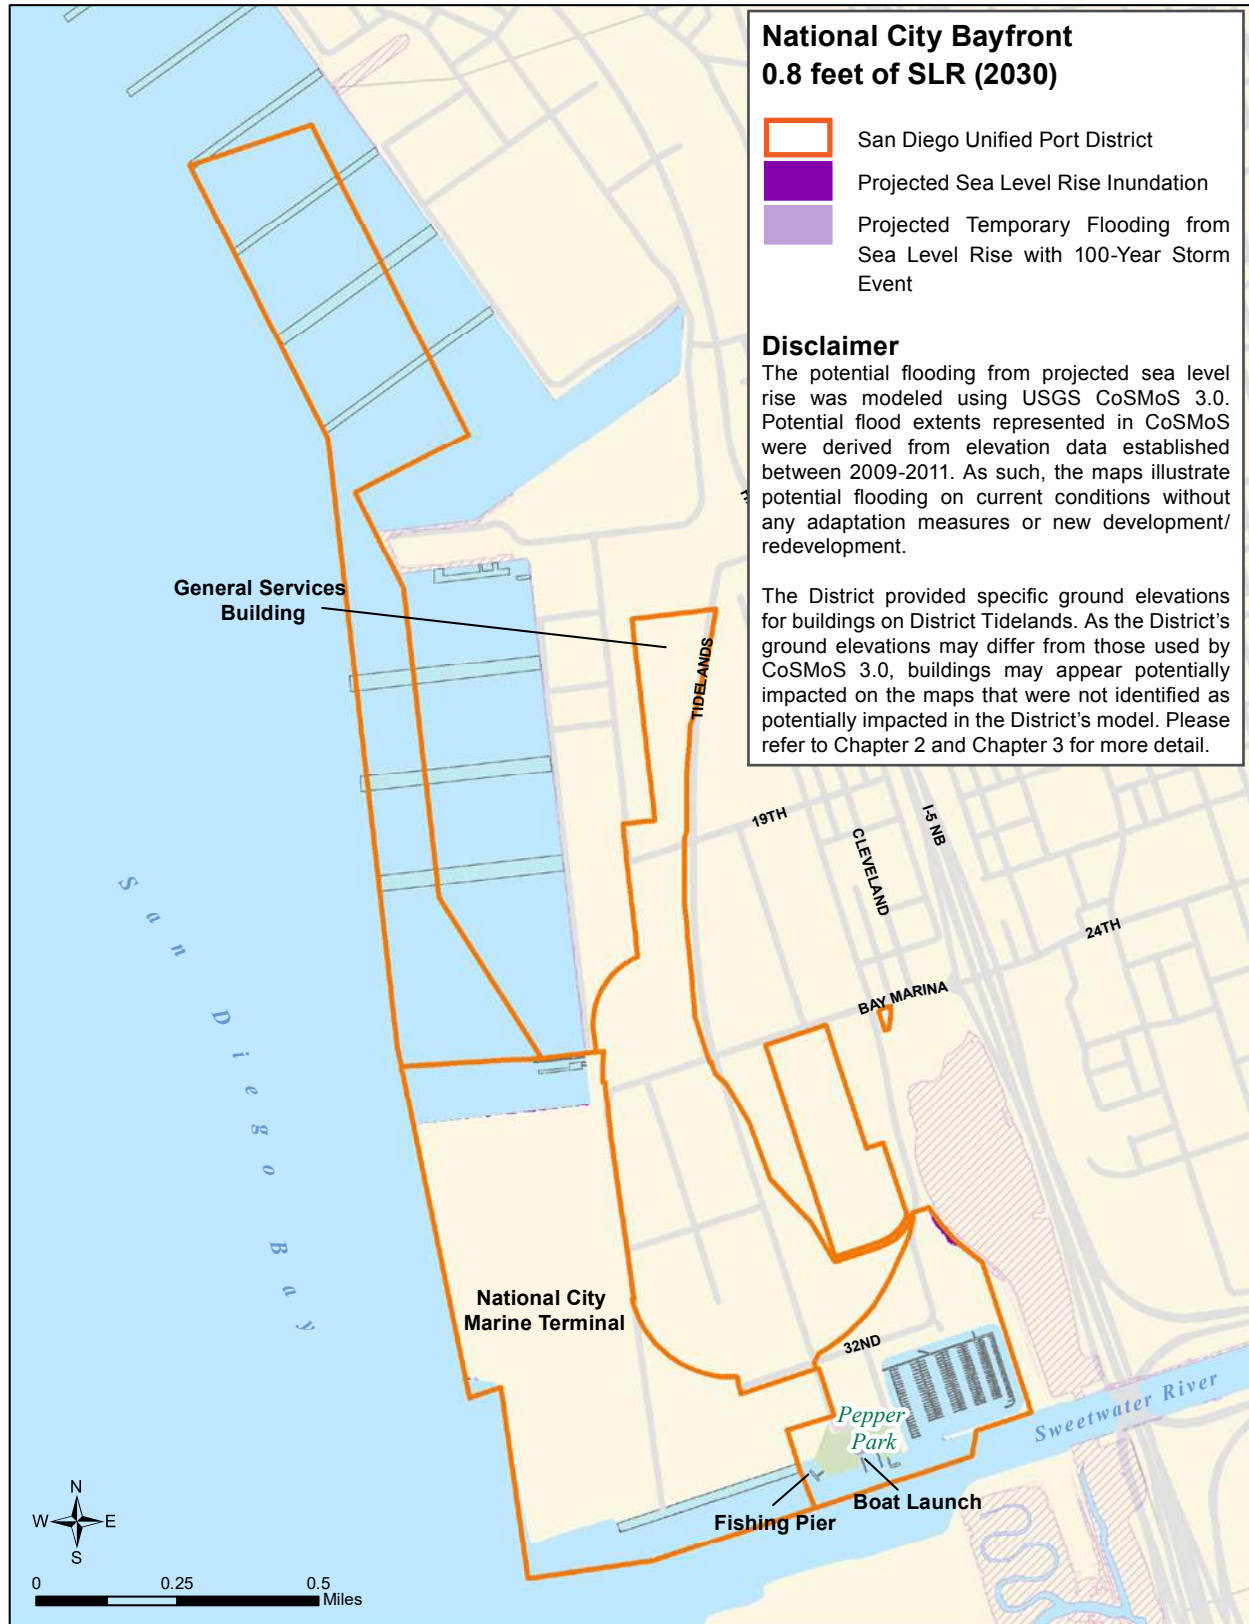 National City Bayfront
0.8 feet of SLR (2030)
San Diego Unified Port District
Projected Sea Level Rise Inundation
Projected Temporary Flooding from
Sea Level Rise with 100-Year Storm
Event
Disclaimer
The potential flooding from projected sea level
rise was modeled using USGS CoSMoS 3.0.
Potential flood extents represented in CoSMoS
were derived from elevation data established
between 2009-2011. As such, the maps illustrate
potential flooding on current conditions without
any adaptation measures or new development/
redevelopment.
The District provided specific ground elevations
for buildings on District Tidelands. As the District’s
ground elevations may differ from those used by
CoSMoS 3.0, buildings may appear potentially
impacted on the maps that were not identified as
potentially impacted in the District’s model. Please
refer to Chapter 2 and Chapter 3 for more detail.
General Services
Building
TIDELANDS
19TH
CLEVELAND
I-5 NB
24TH
BAY MARINA
San Diego Bay
National City
Marine Terminal
32ND
Pepper
Park
Sweetwater River
Boat Launch
Fishing Pier
N
W E
S
0 0.25 0.5
Miles